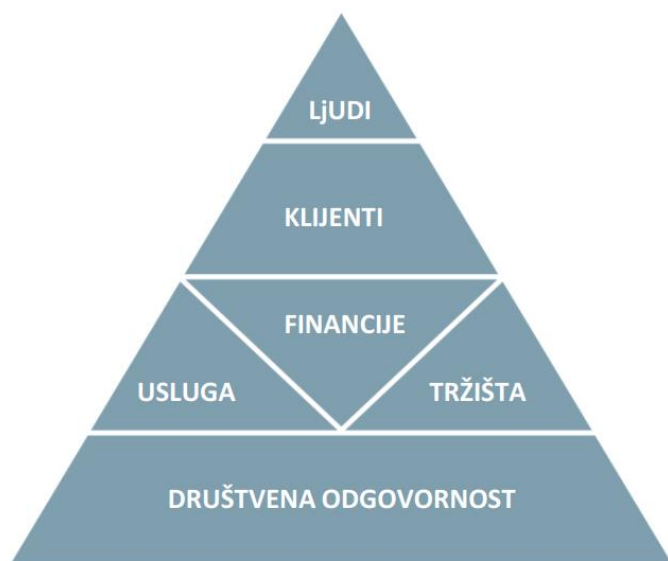 LjUDI
KLIJENTI
FINANCIJE
USLUGA
TRŽIŠTA
DRUŠTVENA ODGOVORNOST